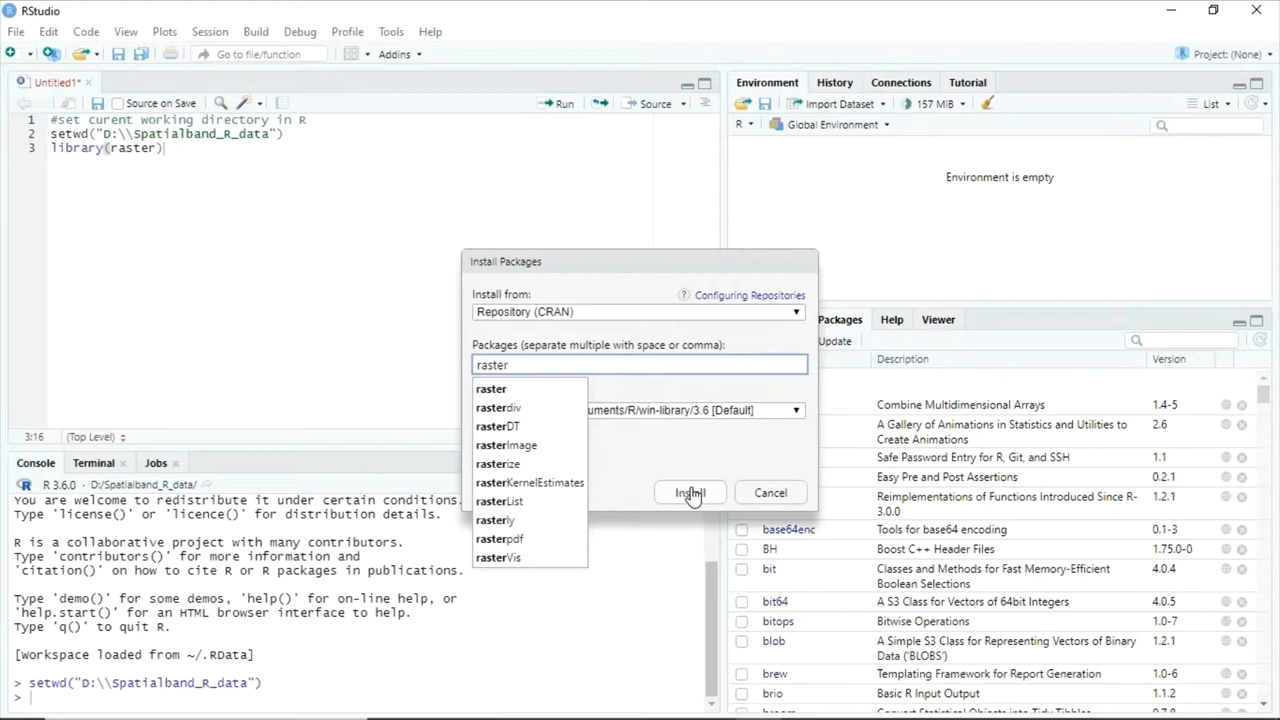 RStudio
File Edit Code View Plots Session Build Debug Profile Tools Help
Go to file/function Addins Project: (None)
Untitled1*
Source on Save Run Source
1 #set curent working directory in R
2 setwd("D:\\Spatialband_R_data")
3 library(raster)
3:16 (Top Level)
Console Terminal Jobs
R 3.6.0 · D:/Spatialband_R_data/
You are welcome to redistribute it under certain conditions.
Type 'license()' or 'licence()' for distribution details.
R is a collaborative project with many contributors.
Type 'contributors()' for more information and
'citation()' on how to cite R or R packages in publications.
Type 'demo()' for some demos, 'help()' for on-line help, or
'help.start()' for an HTML browser interface to help.
Type 'q()' to quit R.
[workspace loaded from ~/.RData]
> setwd("D:\\Spatialband_R_data")
>
Install Packages
Install from: ? Configuring Repositories
Repository (CRAN)
Packages (separate multiple with space or comma):
raster
raster
rasterdiv
rasterDT
rasterImage
rasterize
rasterKernelEstimates
rasterList
rasterly
rasterpdf
rasterVis
uments/R/win-library/3.6 [Default]
Install Cancel
Environment History Connections Tutorial
Import Dataset 157 MiB List
R Global Environment
Environment is empty
Packages Help Viewer
Update
Description Version
Combine Multidimensional Arrays 1.4-5
A Gallery of Animations in Statistics and Utilities to 2.6
Create Animations
Safe Password Entry for R, Git, and SSH 1.1
Easy Pre and Post Assertions 0.2.1
Reimplementations of Functions Introduced Since R- 1.2.1
3.0.0
base64enc Tools for base64 encoding 0.1-3
BH Boost C++ Header Files 1.75.0-0
bit Classes and Methods for Fast Memory-Efficient 4.0.4
Boolean Selections
bit64 A S3 Class for Vectors of 64bit Integers 4.0.5
bitops Bitwise Operations 1.0-7
blob A Simple S3 Class for Representing Vectors of Binary 1.2.1
Data ('BLOBS')
brew Templating Framework for Report Generation 1.0-6
brio Basic R Input Output 1.1.2
broom Convert Statistical Objects into Tidy Tibbles 0.7.8